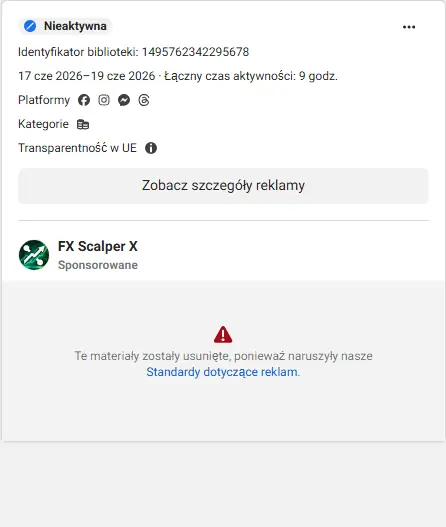 Nieaktywna
Identyfikator biblioteki: 1495762342295678
17 cze 2026–19 cze 2026 · Łączny czas aktywności: 9 godz.
Platformy
Kategorie
Transparentność w UE
Zobacz szczegóły reklamy
FX Scalper X
Sponsorowane
Te materiały zostały usunięte, ponieważ naruszyły nasze
Standardy dotyczące reklam.